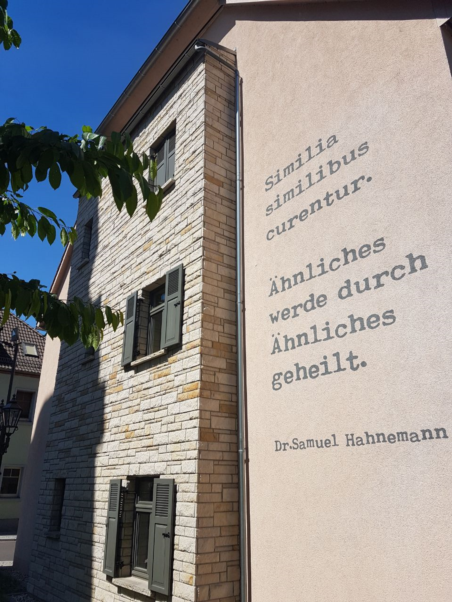 Similia
similibus
curentur.
Ähnliches
werde durch
Ähnliches
geheilt.
Dr.Samuel Hahnemann